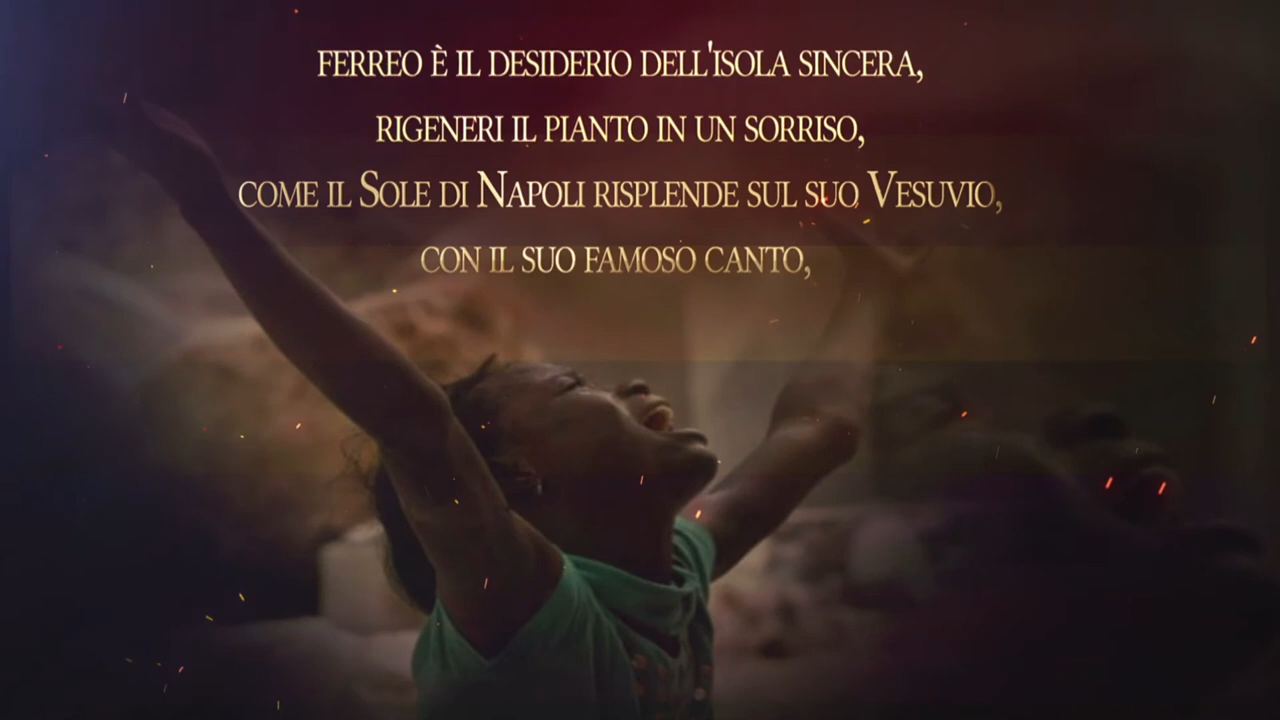 FERREO È IL DESIDERIO DELL'ISOLA SINCERA,
RIGENERI IL PIANTO IN UN SORRISO,
COME IL SOLE DI NAPOLI RISPLENDE SUL SUO VESUVIO,
CON IL SUO FAMOSO CANTO,